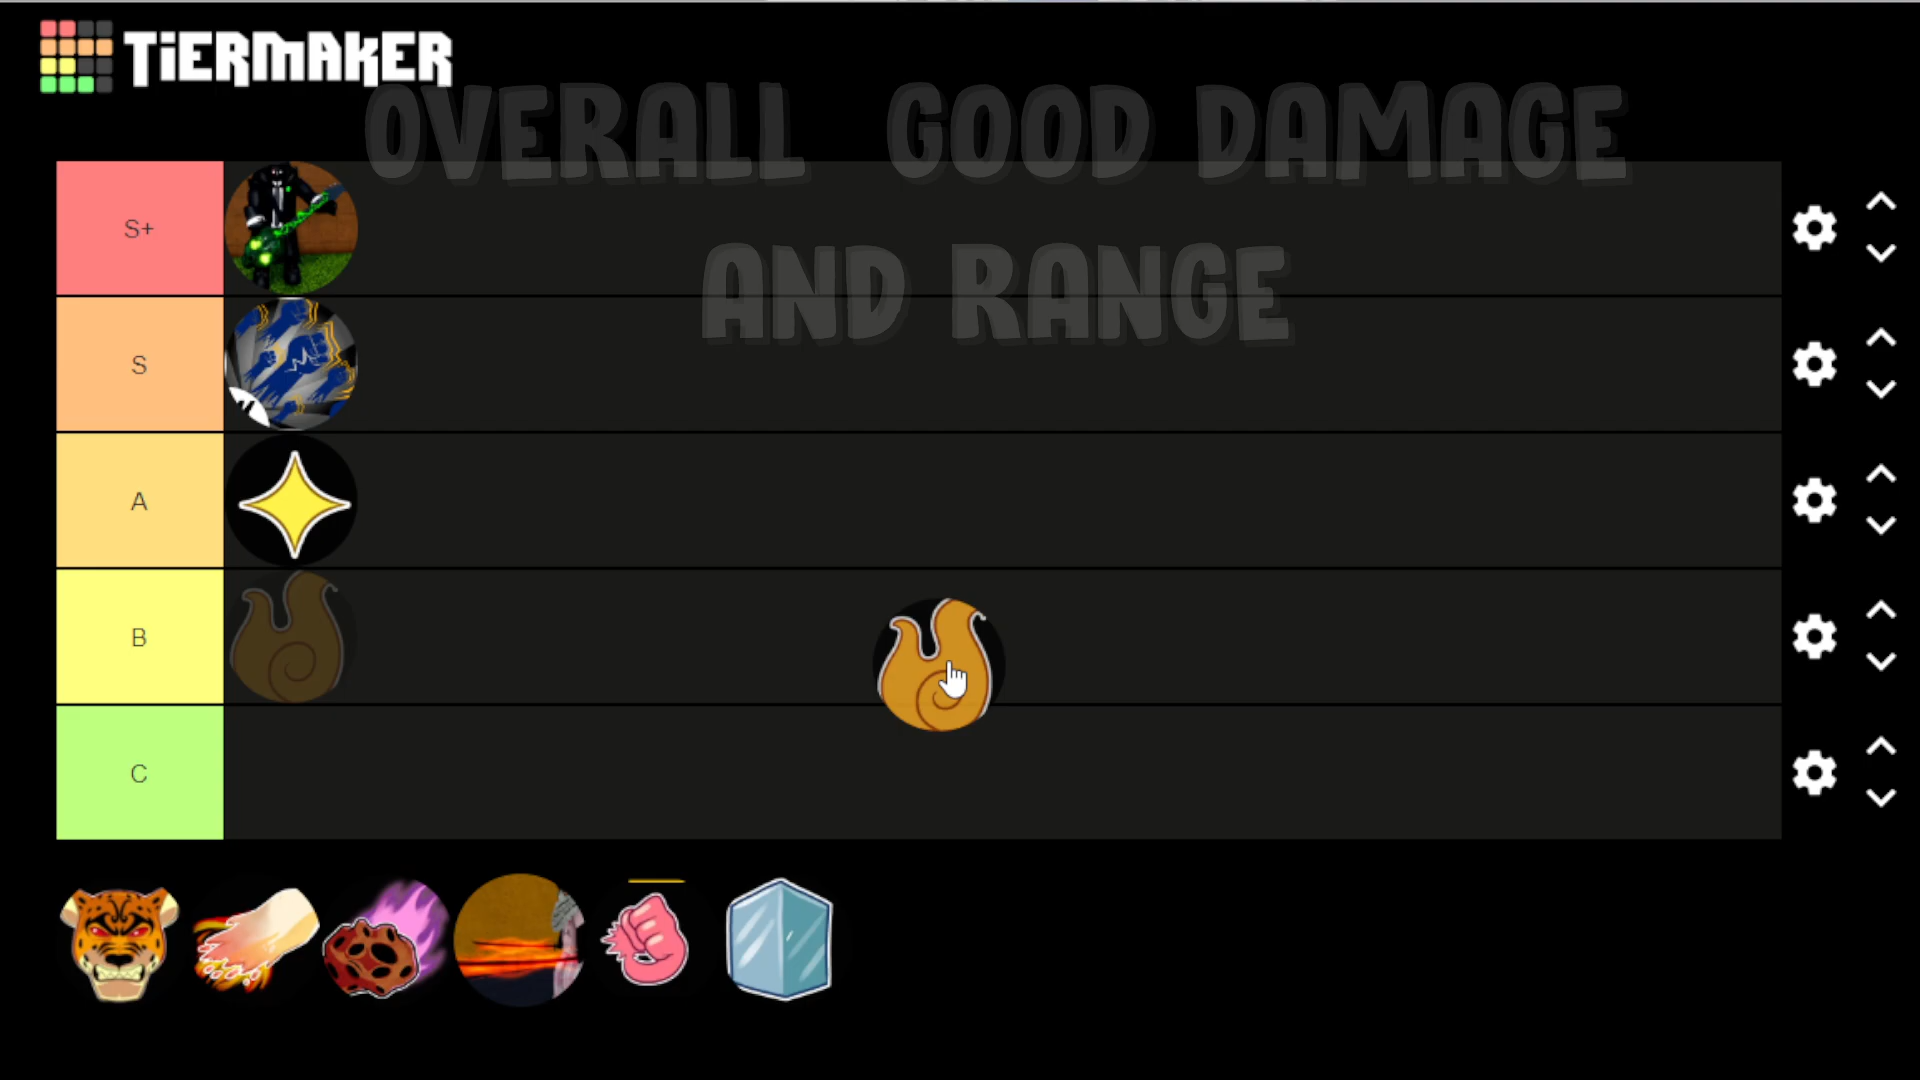 TiERMAKER
OVERALL GOOD DAMAGE
AND RANGE
S+
S
A
B
C